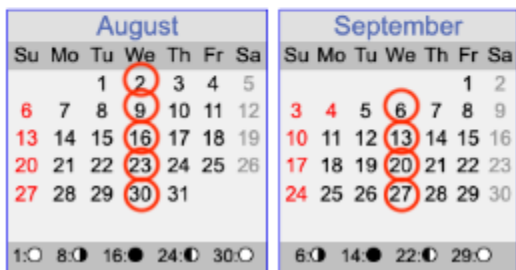 August
Su Mo Tu We Th Fr Sa
1 2 3 4 5
6 7 8 9 10 11 12
13 14 15 16 17 18 19
20 21 22 23 24 25 26
27 28 29 30 31
1:🌕 8:🌗 16:🌑 24:🌓 30:🌕
September
Su Mo Tu We Th Fr Sa
1 2
3 4 5 6 7 8 9
10 11 12 13 14 15 16
17 18 19 20 21 22 23
24 25 26 27 28 29 30
6:🌗 14:🌑 22:🌓 29:🌕